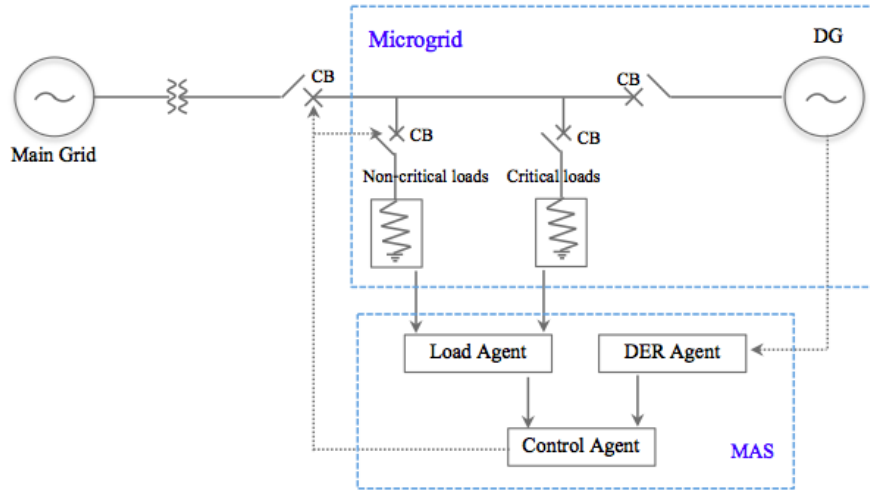 Microgrid
DG
CB
CB
Main Grid
CB
CB
Non-critical loads
Critical loads
Load Agent
DER Agent
Control Agent
MAS